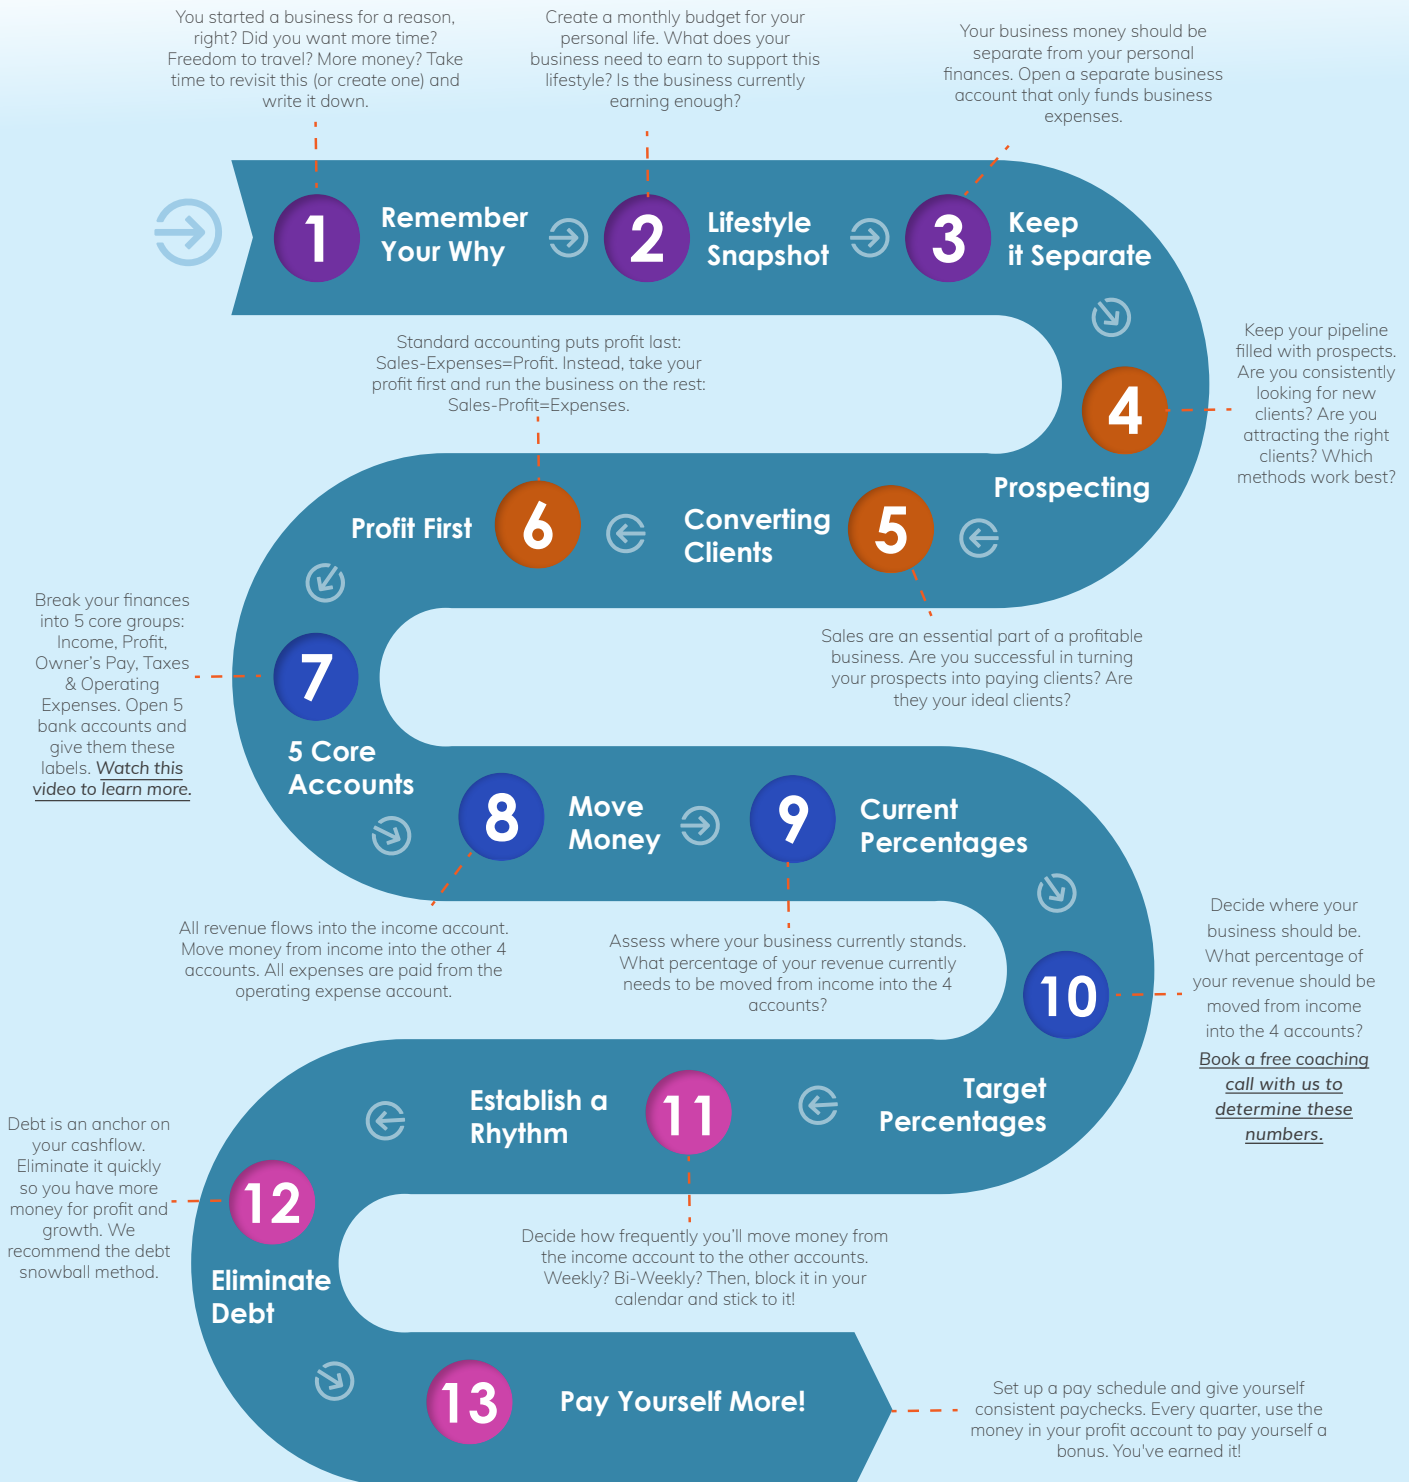 You started a business for a reason,
right? Did you want more time?
Freedom to travel? More money? Take
time to revisit this (or create one) and
write it down.
Create a monthly budget for your
personal life. What does your
business need to earn to support this
lifestyle? Is the business currently
earning enough?
Your business money should be
separate from your personal
finances. Open a separate business
account that only funds business
expenses.
1
Remember
Your Why
2
Lifestyle
Snapshot
3
Keep
it Separate
Keep your pipeline
filled with prospects.
Are you consistently
looking for new
clients? Are you
attracting the right
clients? Which
methods work best?
4
Prospecting
Standard accounting puts profit last:
Sales-Expenses=Profit. Instead, take your
profit first and run the business on the rest:
Sales-Profit=Expenses.
5
Converting
Clients
Sales are an essential part of a profitable
business. Are you successful in turning
your prospects into paying clients? Are
they your ideal clients?
6
Profit First
Break your finances
into 5 core groups:
Income, Profit,
Owner's Pay, Taxes
& Operating
Expenses. Open 5
bank accounts and
give them these
labels. Watch this
video to learn more.
7
5 Core
Accounts
8
Move
Money
All revenue flows into the income account.
Move money from income into the other 4
accounts. All expenses are paid from the
operating expense account.
9
Current
Percentages
Assess where your business currently stands.
What percentage of your revenue currently
needs to be moved from income into the 4
accounts?
Decide where your
business should be.
What percentage of
your revenue should be
moved from income
into the 4 accounts?
Book a free coaching
call with us to
determine these
numbers.
10
Target
Percentages
11
Establish a
Rhythm
Decide how frequently you'll move money from
the income account to the other accounts.
Weekly? Bi-Weekly? Then, block it in your
calendar and stick to it!
Debt is an anchor on
your cashflow.
Eliminate it quickly
so you have more
money for profit and
growth. We
recommend the debt
snowball method.
12
Eliminate
Debt
13
Pay Yourself More!
Set up a pay schedule and give yourself
consistent paychecks. Every quarter, use the
money in your profit account to pay yourself a
bonus. You've earned it!